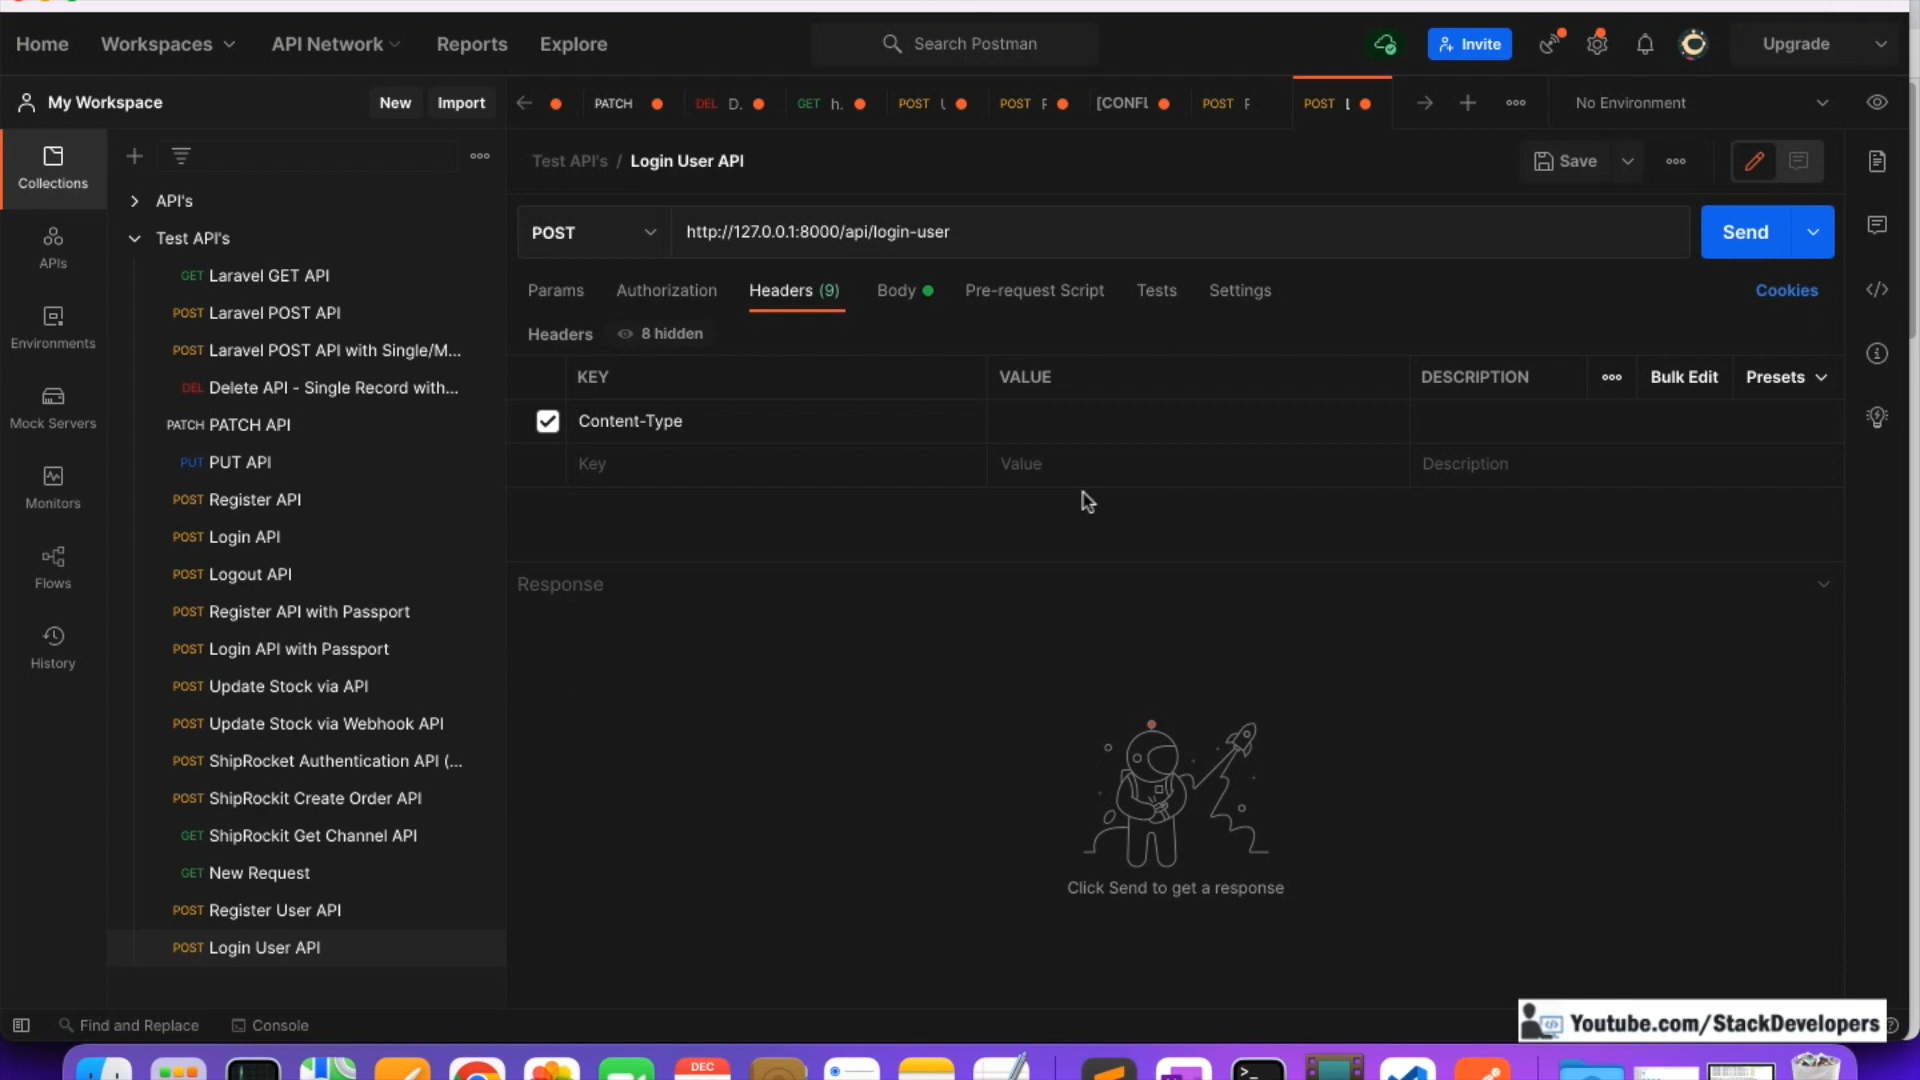 Home Workspaces API Network Reports Explore Search Postman Invite Upgrade
My Workspace New Import PATCH DEL D. GET h. POST POST F [CONFL POST F POST No Environment
Test API's / Login User API Save
Collections
APIs
Environments
Mock Servers
Monitors
Flows
History
API's
Test API's
GET Laravel GET API
POST Laravel POST API
POST Laravel POST API with Single/M...
DEL Delete API - Single Record with...
PATCH PATCH API
PUT PUT API
POST Register API
POST Login API
POST Logout API
POST Register API with Passport
POST Login API with Passport
POST Update Stock via API
POST Update Stock via Webhook API
POST ShipRocket Authentication API (...
POST ShipRockit Create Order API
GET ShipRockit Get Channel API
GET New Request
POST Register User API
POST Login User API
POST http://127.0.0.1:8000/api/login-user Send
Params Authorization Headers (9) Body Pre-request Script Tests Settings Cookies
Headers 8 hidden
KEY VALUE DESCRIPTION Bulk Edit Presets
Content-Type
Key Value Description
Response
Click Send to get a response
Find and Replace Console
Youtube.com/StackDevelopers
DEC